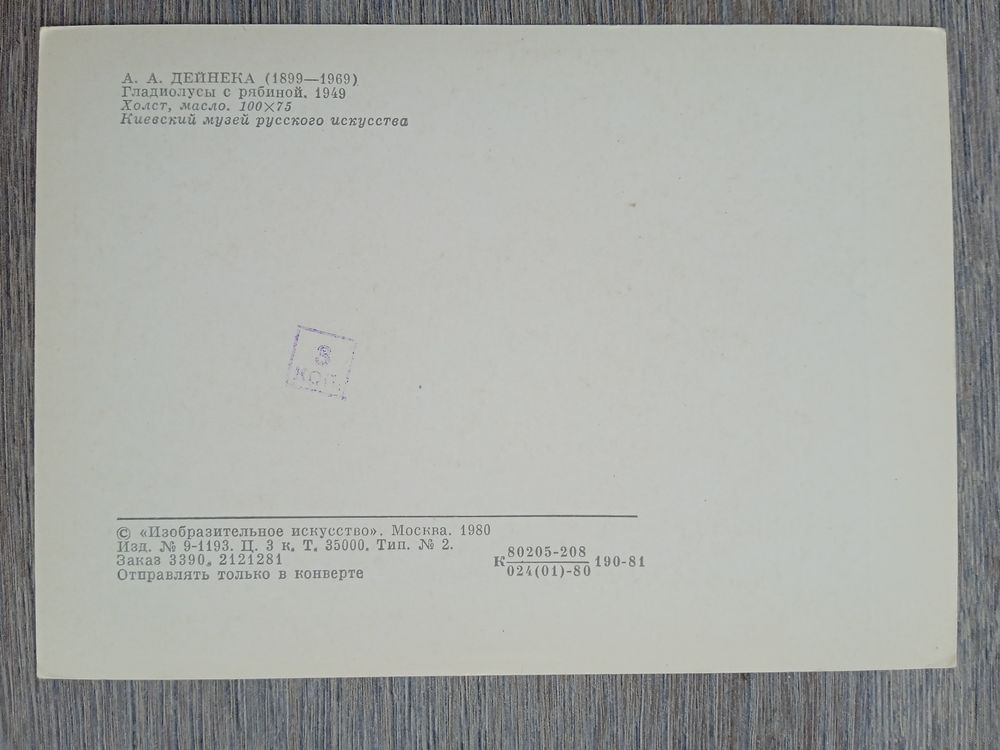 А. А. ДЕЙНЕКА (1899—1969)
Гладиолусы с рябиной. 1949
Холст, масло. 100×75
Киевский музей русского искусства
3
КОП.
© «Изобразительное искусство». Москва. 1980
Изд. № 9-1193. Ц. 3 к. Т. 35000. Тип. № 2.
Заказ 3390. 2121281
Отправлять только в конверте
К 80205-208 190-81
024(01)-80